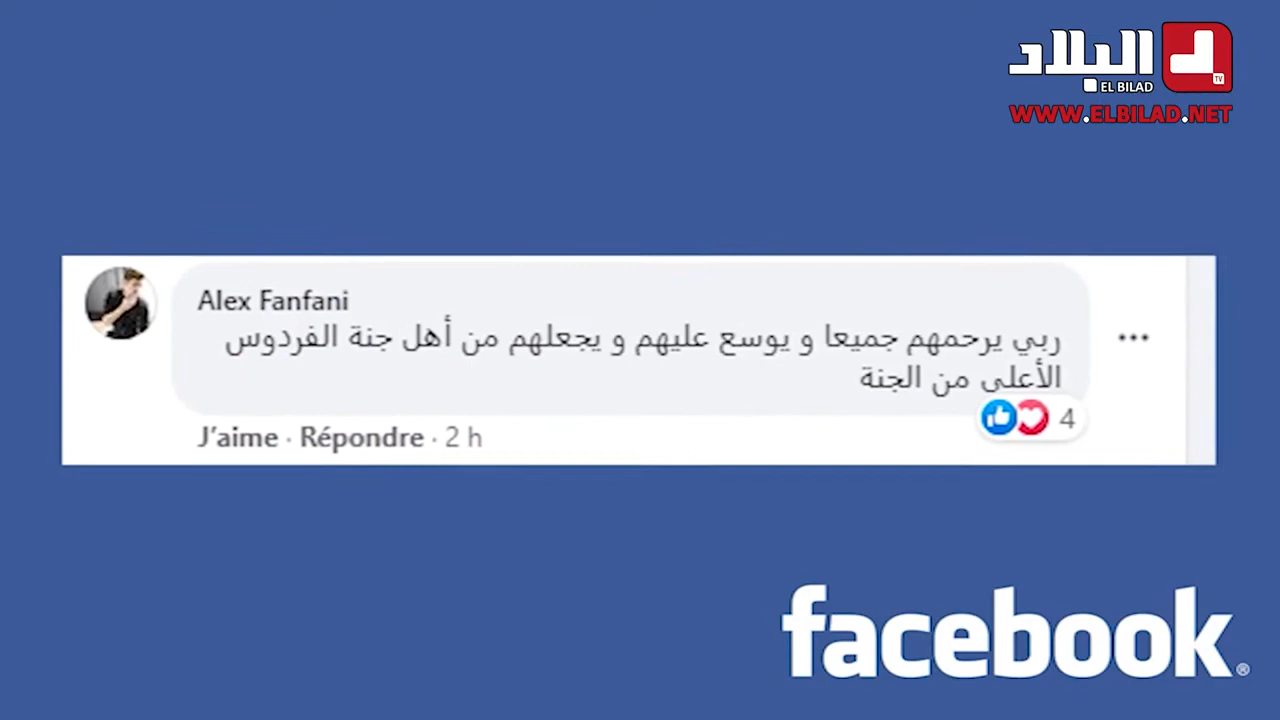 البلاد
TV
EL BILAD
WWW.ELBILAD.NET
Alex Fanfani
ربي يرحمهم جميعا و يوسع عليهم و يجعلهم من أهل جنة الفردوس
الأعلى من الجنة
4
J’aime · Répondre · 2 h
facebook®